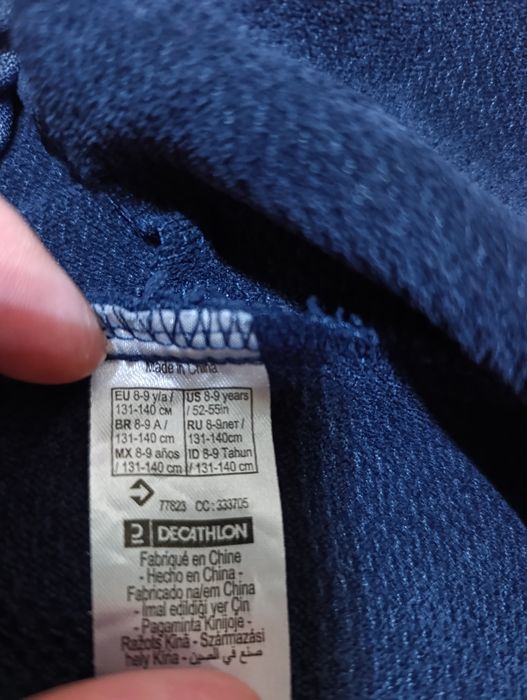 Made in China
EU 8-9 y/a / US 8-9 years
131-140 CM / 52-55in
BR 8-9 A / RU 8-9лет /
131-140 cm 131-140cm
MX 8-9 años ID 8-9 Tahun
/ 131-140 cm / 131-140 cm
77823 CC: 333705
DECATHLON
Fabriqué en Chine
- Hecho en China -
Fabricado na/em China
- Imal edildiği yer Çin
- Pagaminta Kinijoje -
Ražots Ķīnā - Származási
hely Kína - صنع في الصين